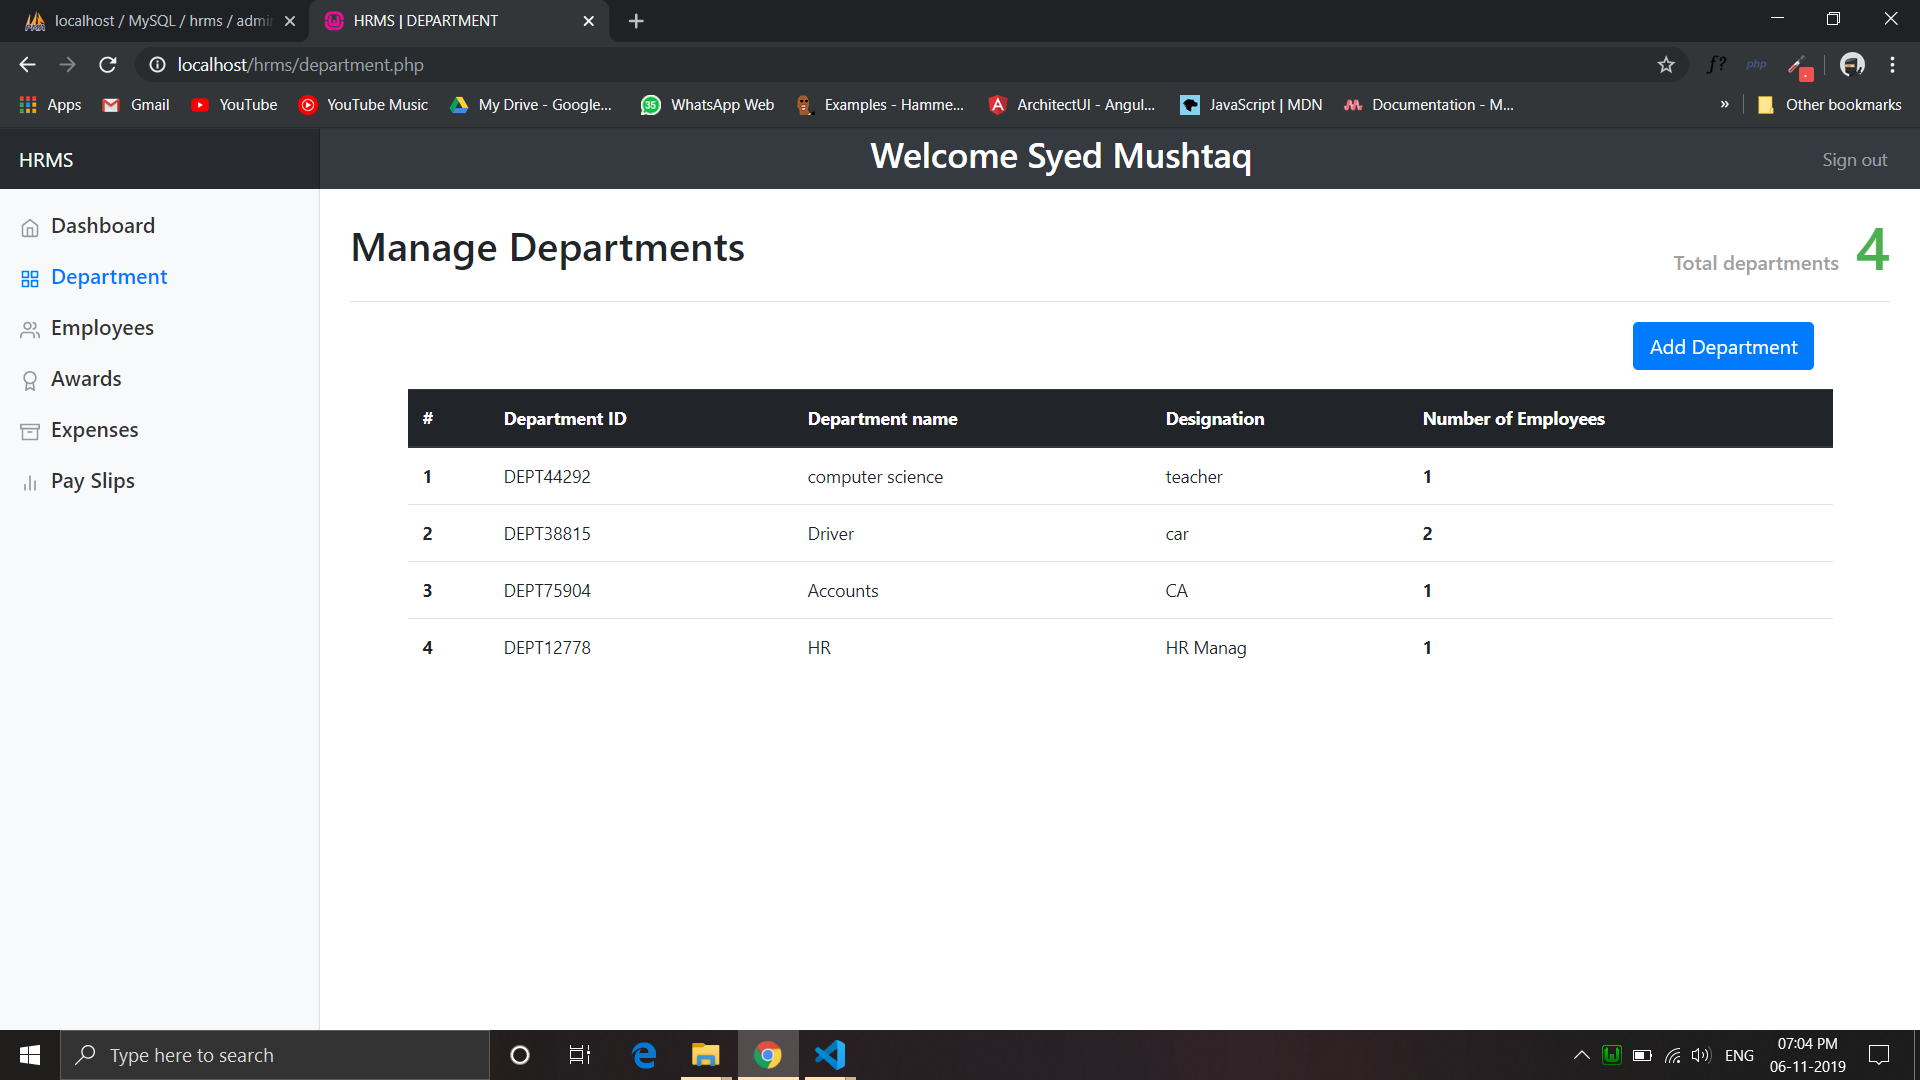 localhost / MySQL / hrms / admi
HRMS | DEPARTMENT
localhost/hrms/department.php
f?
php
Apps
Gmail
YouTube
YouTube Music
My Drive - Google...
35
WhatsApp Web
Examples - Hamme...
ArchitectUI - Angul...
JavaScript | MDN
Documentation - M...
»
Other bookmarks
HRMS
Welcome Syed Mushtaq
Sign out
Dashboard
Department
Employees
Awards
Expenses
Pay Slips
Manage Departments
Total departments 4
Add Department
# Department ID Department name Designation Number of Employees
1 DEPT44292 computer science teacher 1
2 DEPT38815 Driver car 2
3 DEPT75904 Accounts CA 1
4 DEPT12778 HR HR Manag 1
Type here to search
ENG
07:04 PM
06-11-2019